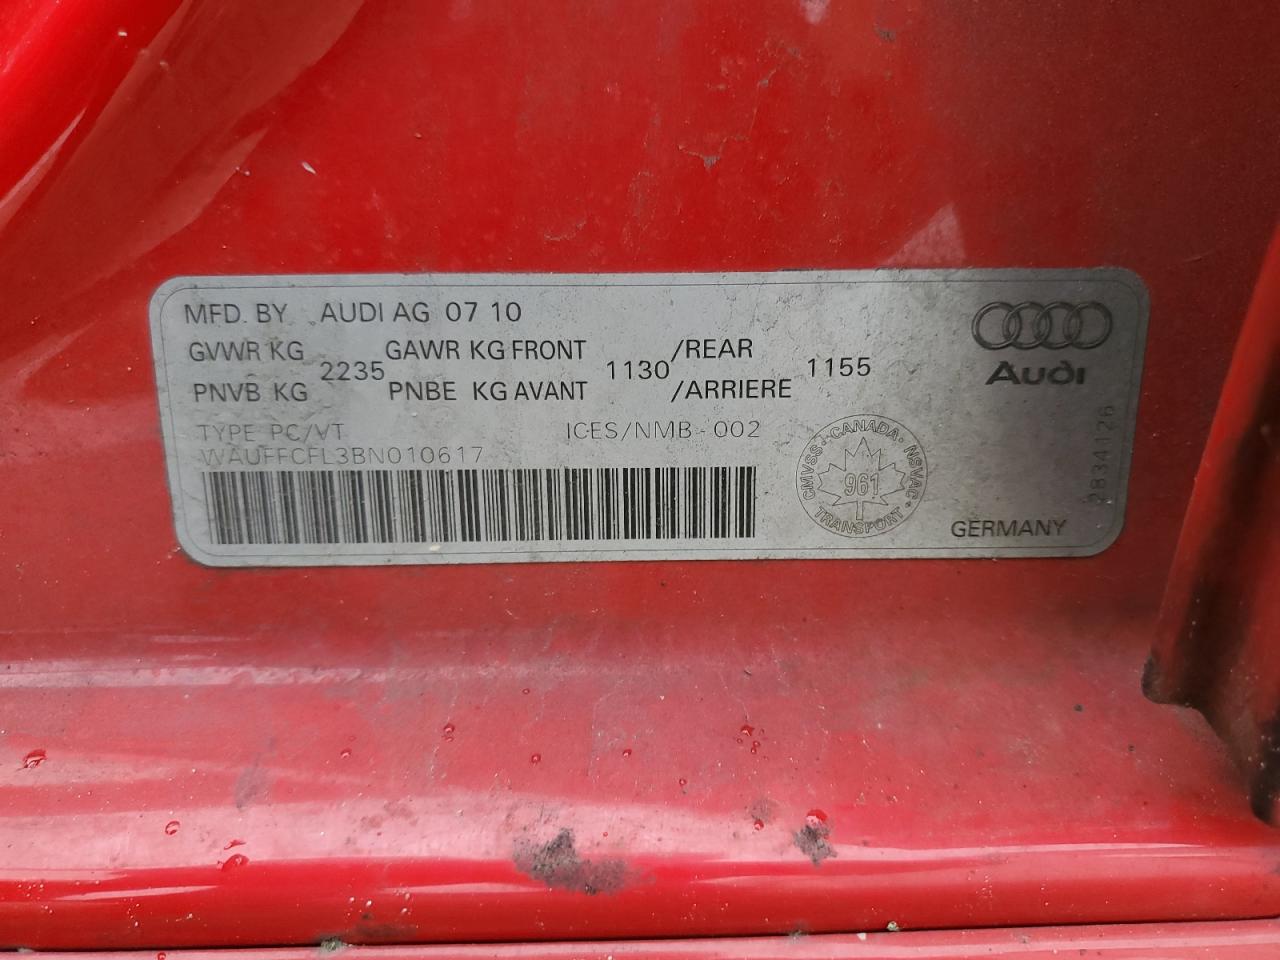 MFD. BY AUDI AG 07 10
GVWR KG 2235 GAWR KG FRONT 1130 /REAR 1155
PNVB KG PNBE KG AVANT /ARRIERE
TYPE PC/VT ICES/NMB-002
WAUFFCFL3BN010617
Audi
CANADA
CMVSS
NSVAC
961
TRANSPORT
2834126
GERMANY